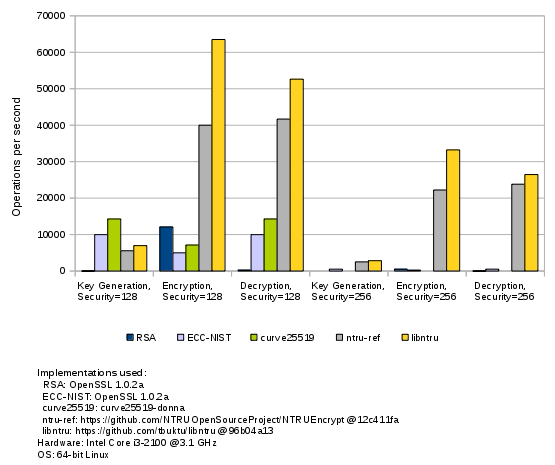 70000
60000
50000
40000
30000
20000
10000
0
Operations per second
Key Generation, Security=128
Encryption, Security=128
Decryption, Security=128
Key Generation, Security=256
Encryption, Security=256
Decryption, Security=256
RSA ECC-NIST curve25519 ntru-ref libntru
Implementations used:
RSA: OpenSSL 1.0.2a
ECC-NIST: OpenSSL 1.0.2a
curve25519: curve25519-donna
ntru-ref: https://github.com/NTRUOpenSourceProject/NTRUEncrypt @12c411fa
libntru: https://github.com/tbuktu/libntru @96b04a13
Hardware: Intel Core i3-2100 @3.1 GHz
OS: 64-bit Linux